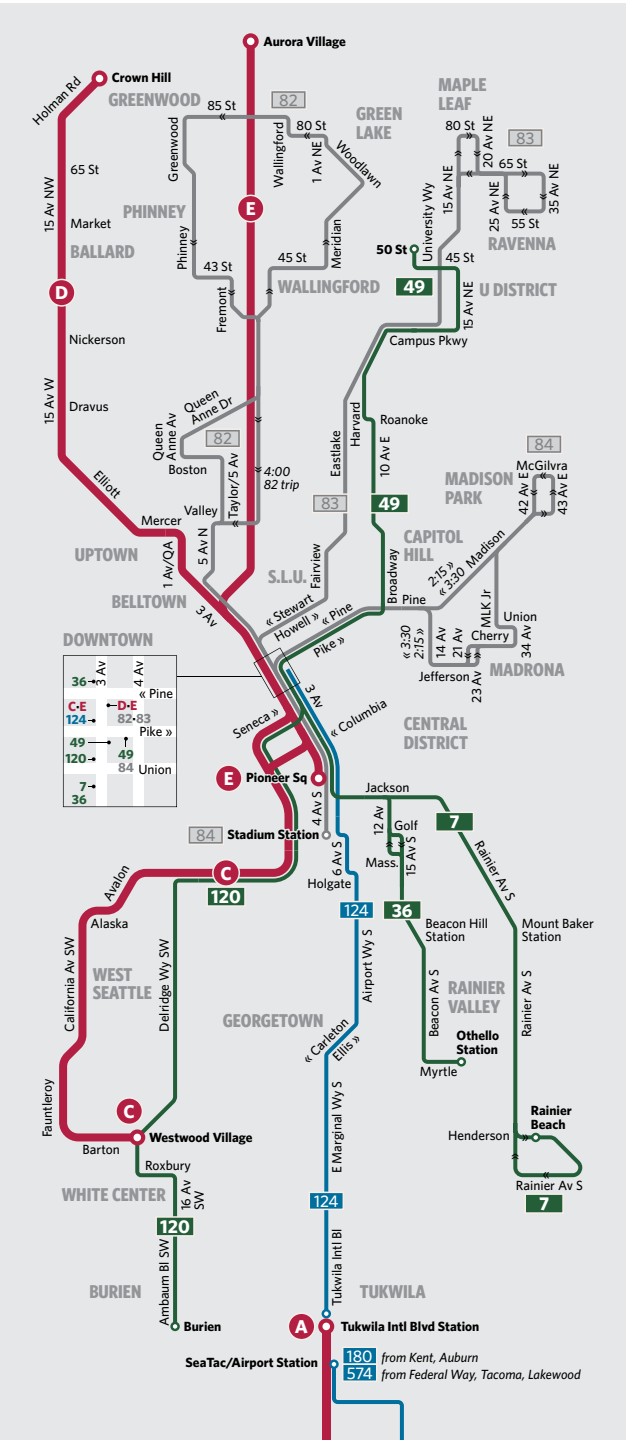 Aurora Village
Crown Hill
Holman Rd
GREENWOOD
85 St
82
GREEN
LAKE
MAPLE
LEAF
80 St
Wallingford
1 Av NE
Woodlawn
Greenwood
80 St
20 Av NE
83
65 St
15 Av NE
25 Av NE
35 Av NE
55 St
RAVENNA
65 St
15 Av NW
Market
BALLARD
PHINNEY
E
Phinney
43 St
Fremont
45 St
Meridian
WALLINGFORD
University Wy
50 St
45 St
49
U DISTRICT
15 Av NE
Campus Pkwy
D
Nickerson
15 Av W
Dravus
Elliott
Queen
Anne Dr
Queen
Anne Av
82
Boston
Taylor/5 Av
4:00
82 trip
Valley
5 Av N
Mercer
UPTOWN
1 Av/QA
BELLTOWN
3 Av
Eastlake
Harvard
Roanoke
10 Av E
83
49
84
McGilvra
42 Av E
43 Av E
MADISON
PARK
CAPITOL
HILL
2:15 »
« 3:30
Madison
S.L.U.
Fairview
Broadway
« Stewart
Howell »
« Pine
Pine
Pike »
MLK Jr
Union
Cherry
34 Av
« 3:30
2:15 »
14 Av
21 Av
Jefferson
23 Av
MADRONA
CENTRAL
DISTRICT
DOWNTOWN
3 Av
4 Av
36
« Pine
C•E
D•E
124
82•83
Pike »
49
49
120
84
Union
7
36
Seneca »
3 Av
« Columbia
E
Pioneer Sq
4 Av S
84
Stadium Station
6 Av S
Holgate
Jackson
12 Av
Golf
Mass.
15 Av S
7
Rainier Av S
C
120
Avalon
Alaska
California Av SW
WEST
SEATTLE
Delridge Wy SW
124
Airport Wy S
36
Beacon Hill
Station
Mount Baker
Station
RAINIER
VALLEY
Beacon Av S
Rainier Av S
GEORGETOWN
« Carleton
Ellis »
Othello
Station
Myrtle
Fauntleroy
C
Westwood Village
Barton
Roxbury
WHITE CENTER
16 Av
SW
120
E Marginal Wy S
Rainier
Beach
Henderson
Rainier Av S
7
124
Ambaum Bl SW
BURIEN
Burien
Tukwila Intl Bl
TUKWILA
A
Tukwila Intl Blvd Station
SeaTac/Airport Station
180 from Kent, Auburn
574 from Federal Way, Tacoma, Lakewood